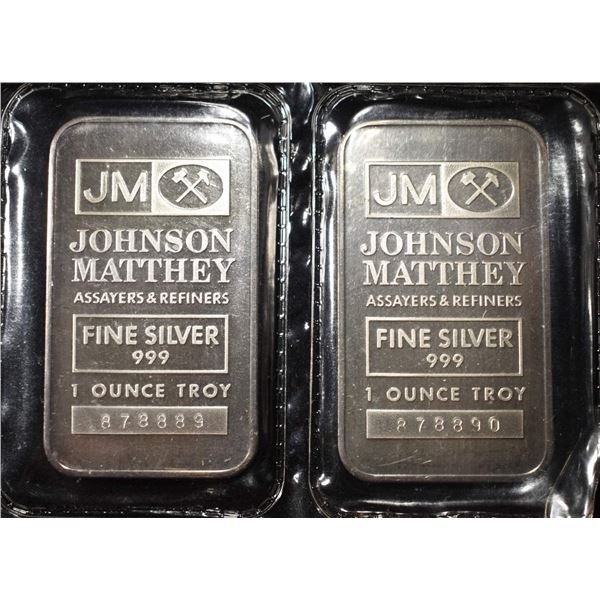 JM
JOHNSON
MATTHEY
ASSAYERS & REFINERS
FINE SILVER
999
1 OUNCE TROY
878889
JM
JOHNSON
MATTHEY
ASSAYERS & REFINERS
FINE SILVER
999
1 OUNCE TROY
878890